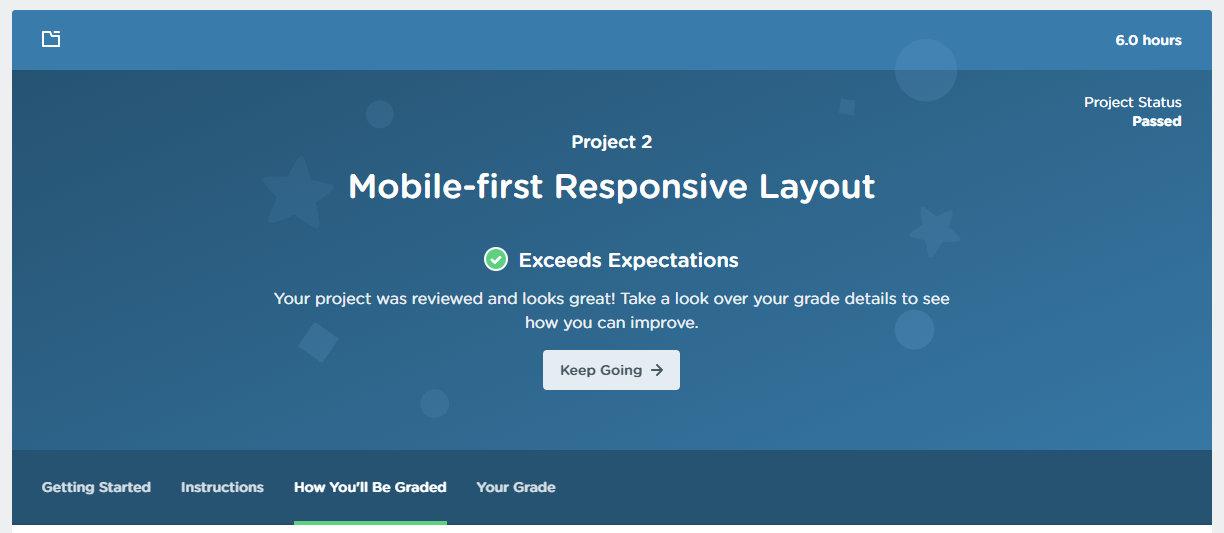 6.0 hours
Project Status
Passed
Project 2
Mobile-first Responsive Layout
Exceeds Expectations
Your project was reviewed and looks great! Take a look over your grade details to see
how you can improve.
Keep Going
Getting Started Instructions How You'll Be Graded Your Grade